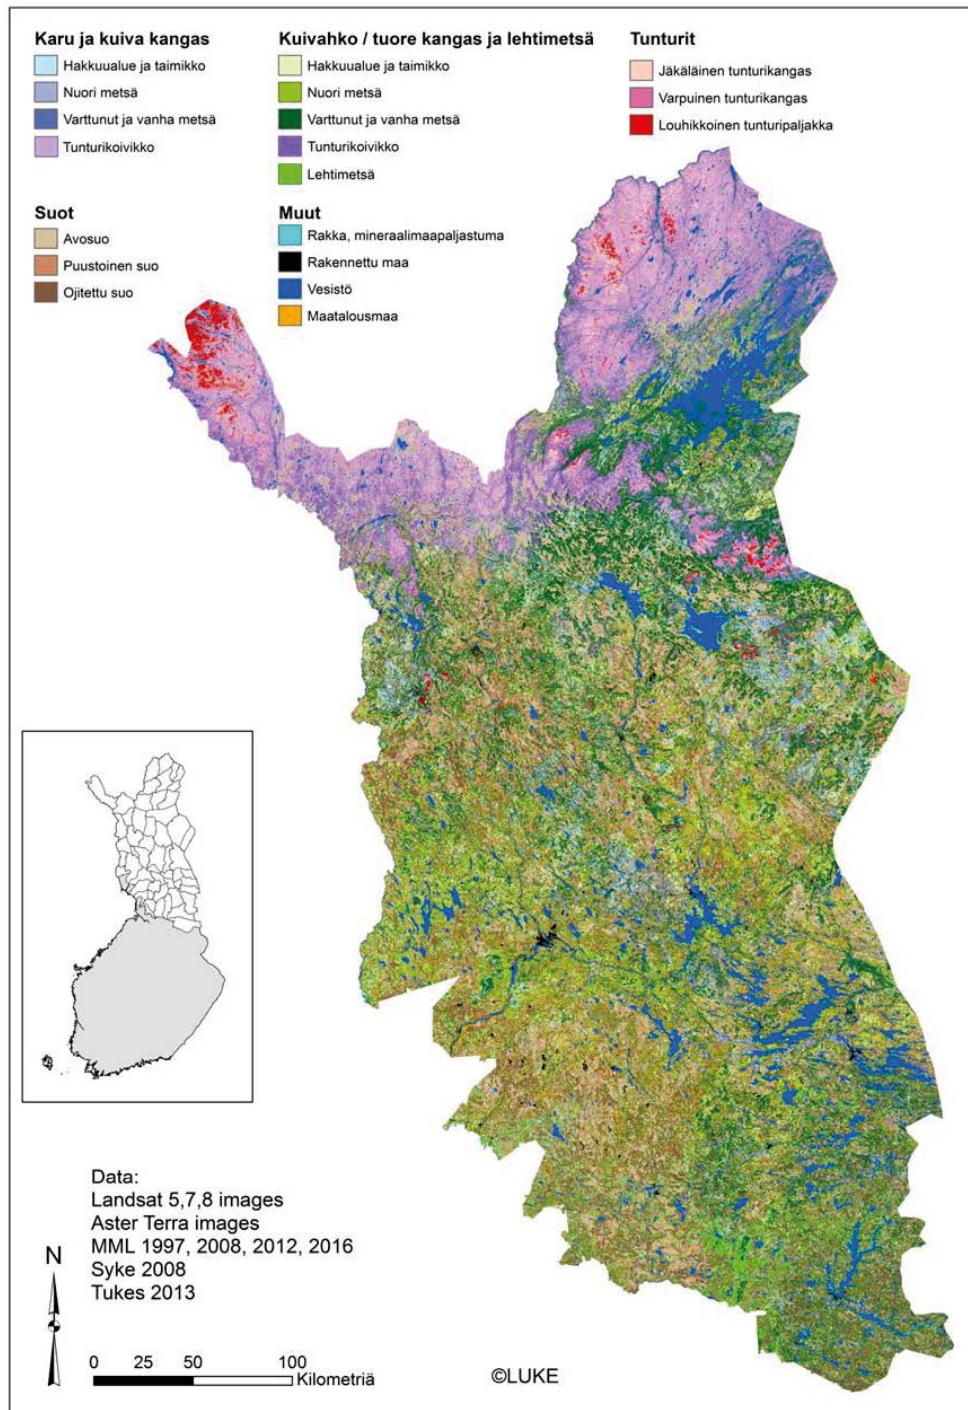 Karu ja kuiva kangas
Hakkuualue ja taimikko
Nuori metsä
Varttunut ja vanha metsä
Tunturikoivikko
Kuivahko / tuore kangas ja lehtimetsä
Hakkuualue ja taimikko
Nuori metsä
Varttunut ja vanha metsä
Tunturikoivikko
Lehtimetsä
Tunturit
Jäkäläinen tunturikangas
Varpuinen tunturikangas
Louhikkoinen tunturipaljakka
Suot
Avosuo
Puustoinen suo
Ojitettu suo
Muut
Rakka, mineraalimaapaljastuma
Rakennettu maa
Vesistö
Maatalousmaa
Data:
Landsat 5,7,8 images
Aster Terra images
MML 1997, 2008, 2012, 2016
Syke 2008
Tukes 2013
N
0 25 50 100
Kilometriä
©LUKE